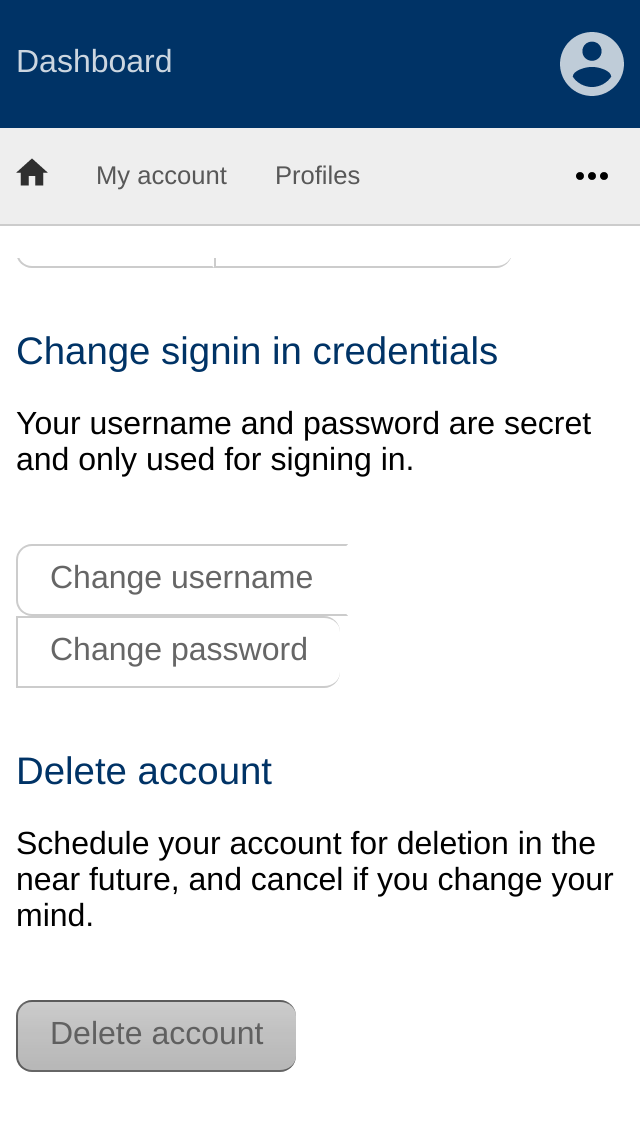 Dashboard
My account Profiles
Change signin in credentials
Your username and password are secret
and only used for signing in.
Change username
Change password
Delete account
Schedule your account for deletion in the
near future, and cancel if you change your
mind.
Delete account